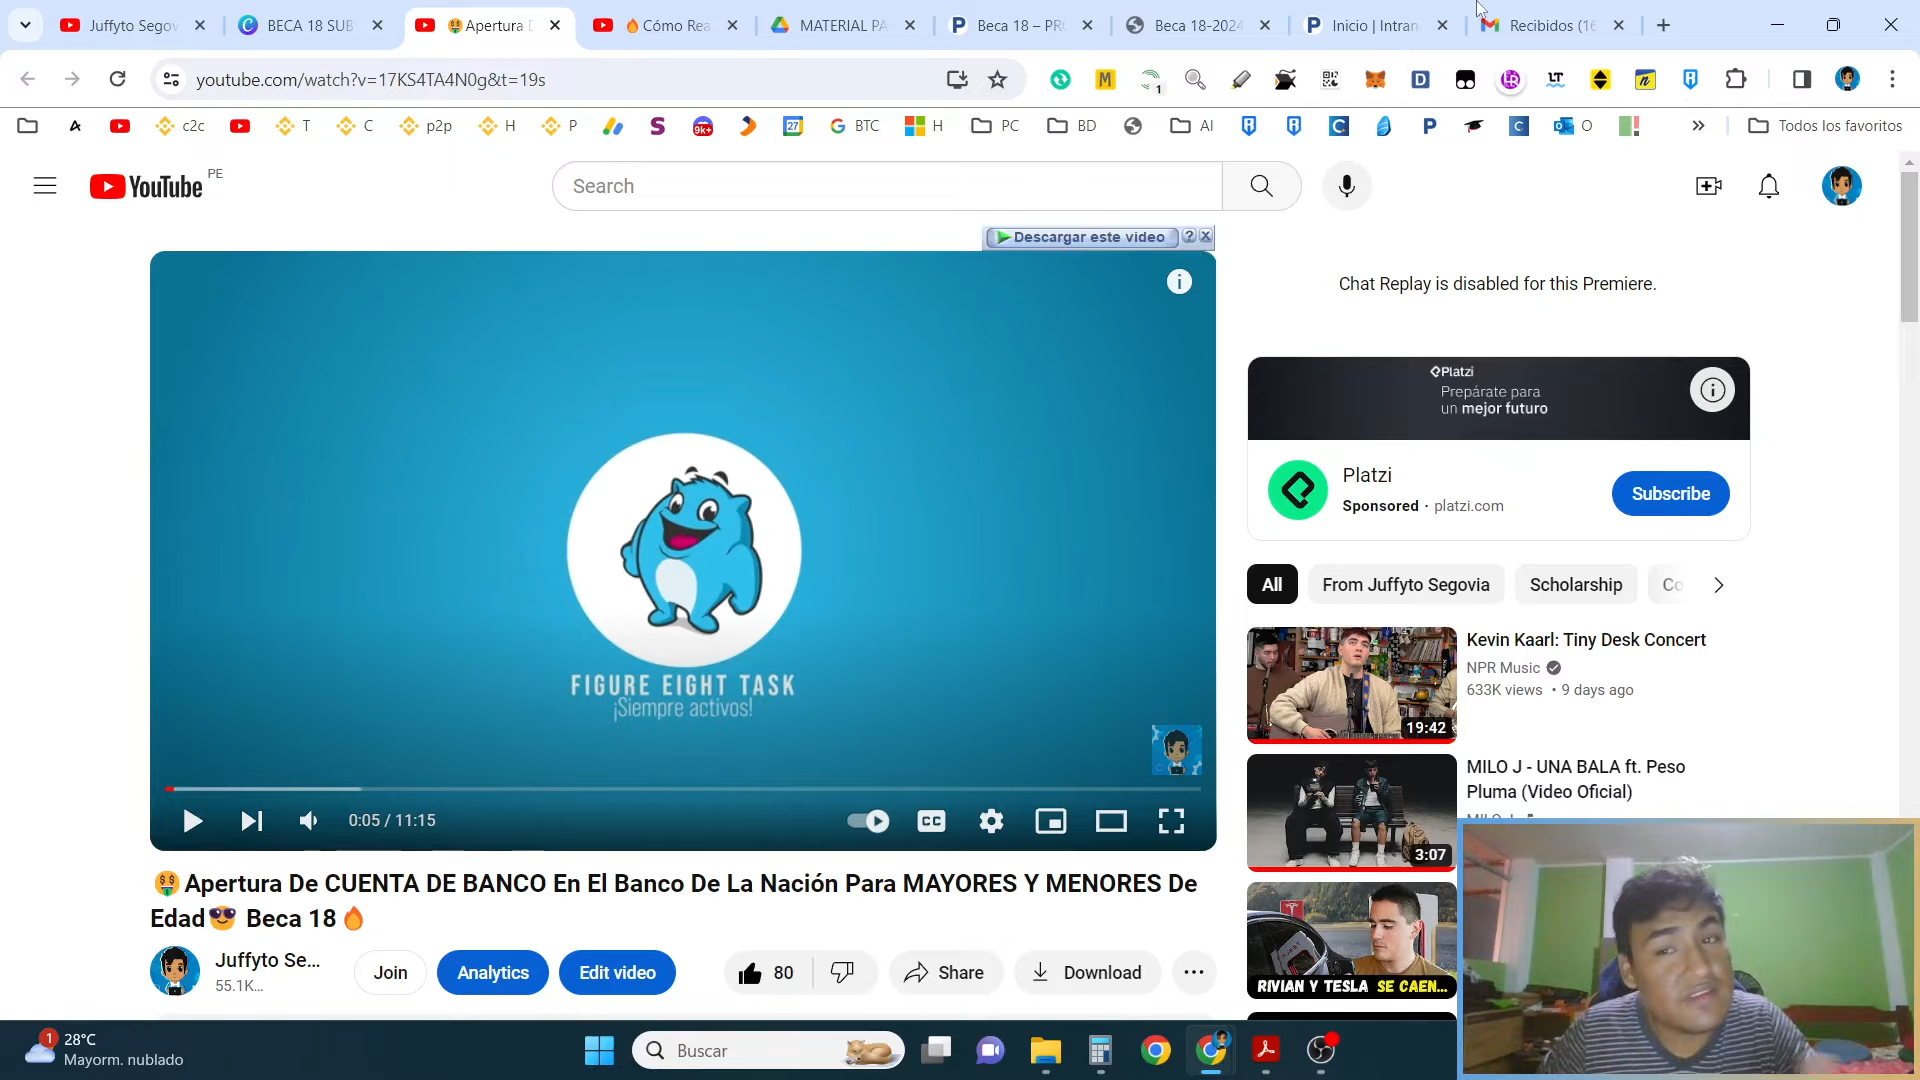 Juffyto Segov
BECA 18 SUB
🤑Apertura D
🔥Cómo Rea
MATERIAL PA
Beca 18 – PR
Beca 18-2024
Inicio | Intran
Recibidos (16
youtube.com/watch?v=17KS4TA4N0g&t=19s
c2c
T
C
p2p
H
P
9k+
27
BTC
H
PC
BD
AI
O
Todos los favoritos
YouTube PE
Search
Descargar este video
Chat Replay is disabled for this Premiere.
Platzi
Prepárate para
un mejor futuro
Platzi
Sponsored · platzi.com
Subscribe
All
From Juffyto Segovia
Scholarship
Co
FIGURE EIGHT TASK
¡Siempre activos!
0:05 / 11:15
CC
Kevin Kaarl: Tiny Desk Concert
NPR Music
633K views • 9 days ago
19:42
MILO J - UNA BALA ft. Peso
Pluma (Video Oficial)
3:07
RIVIAN Y TESLA SE CAEN...
🤑Apertura De CUENTA DE BANCO En El Banco De La Nación Para MAYORES Y MENORES De
Edad😎 Beca 18🔥
Juffyto Se...
55.1K...
Join
Analytics
Edit video
80
Share
Download
1
28°C
Mayorm. nublado
Buscar